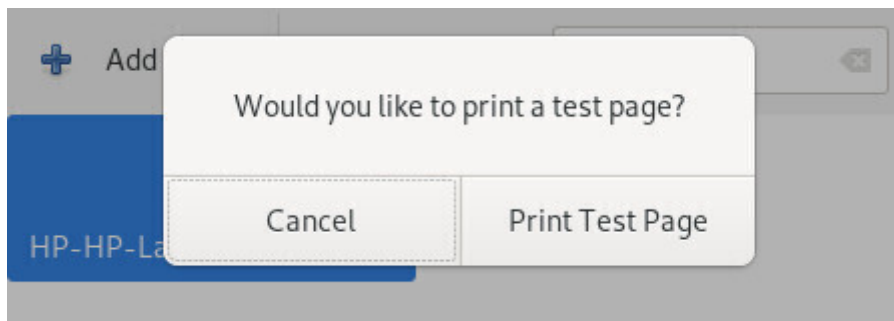 Add
Would you like to print a test page?
Cancel
Print Test Page
HP-HP-La